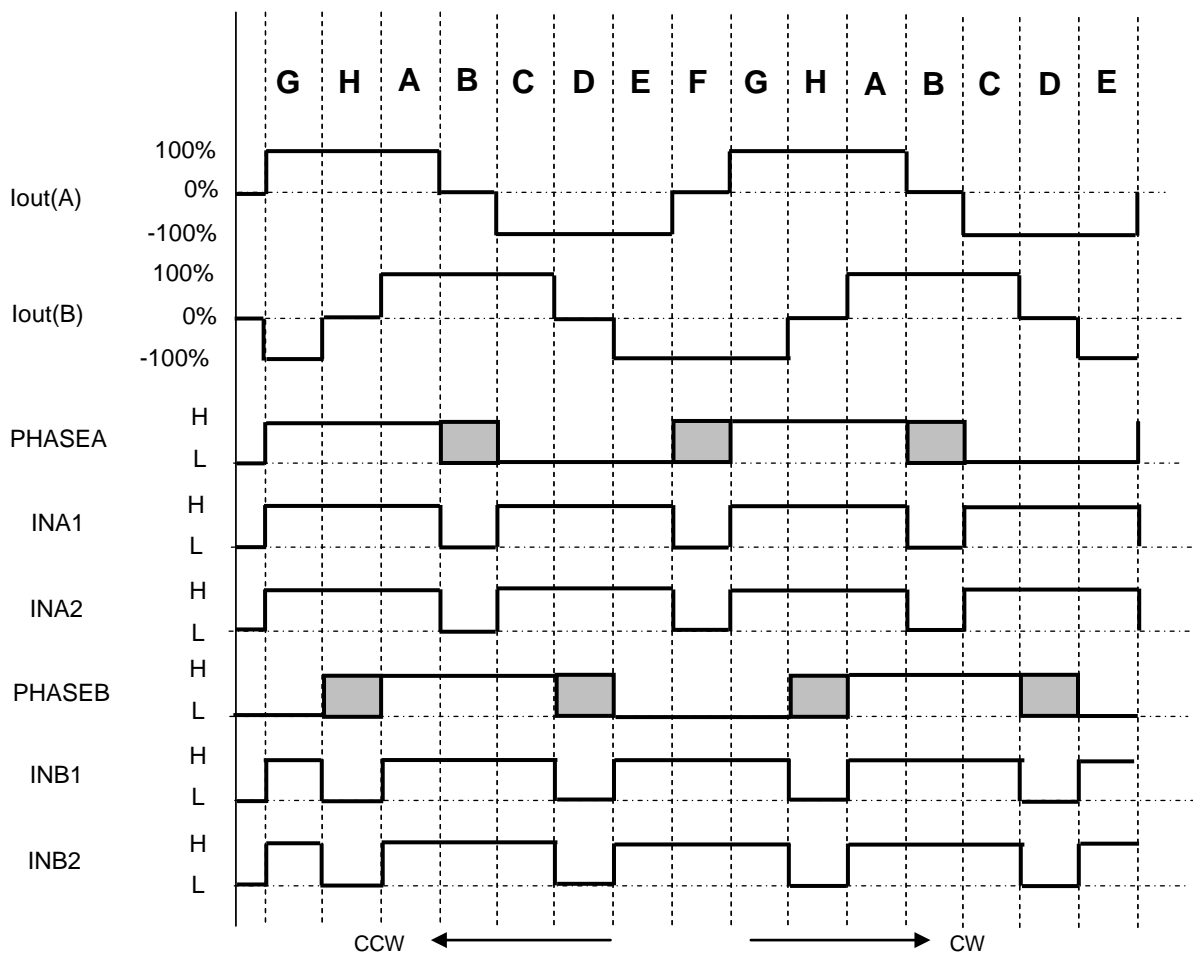 G H A B C D E F G H A B C D E
100%
Iout(A) 0%
-100%
100%
Iout(B) 0%
-100%
H
PHASEA
L
H
INA1
L
H
INA2
L
H
PHASEB
L
H
INB1
L
H
INB2
L
CCW CW